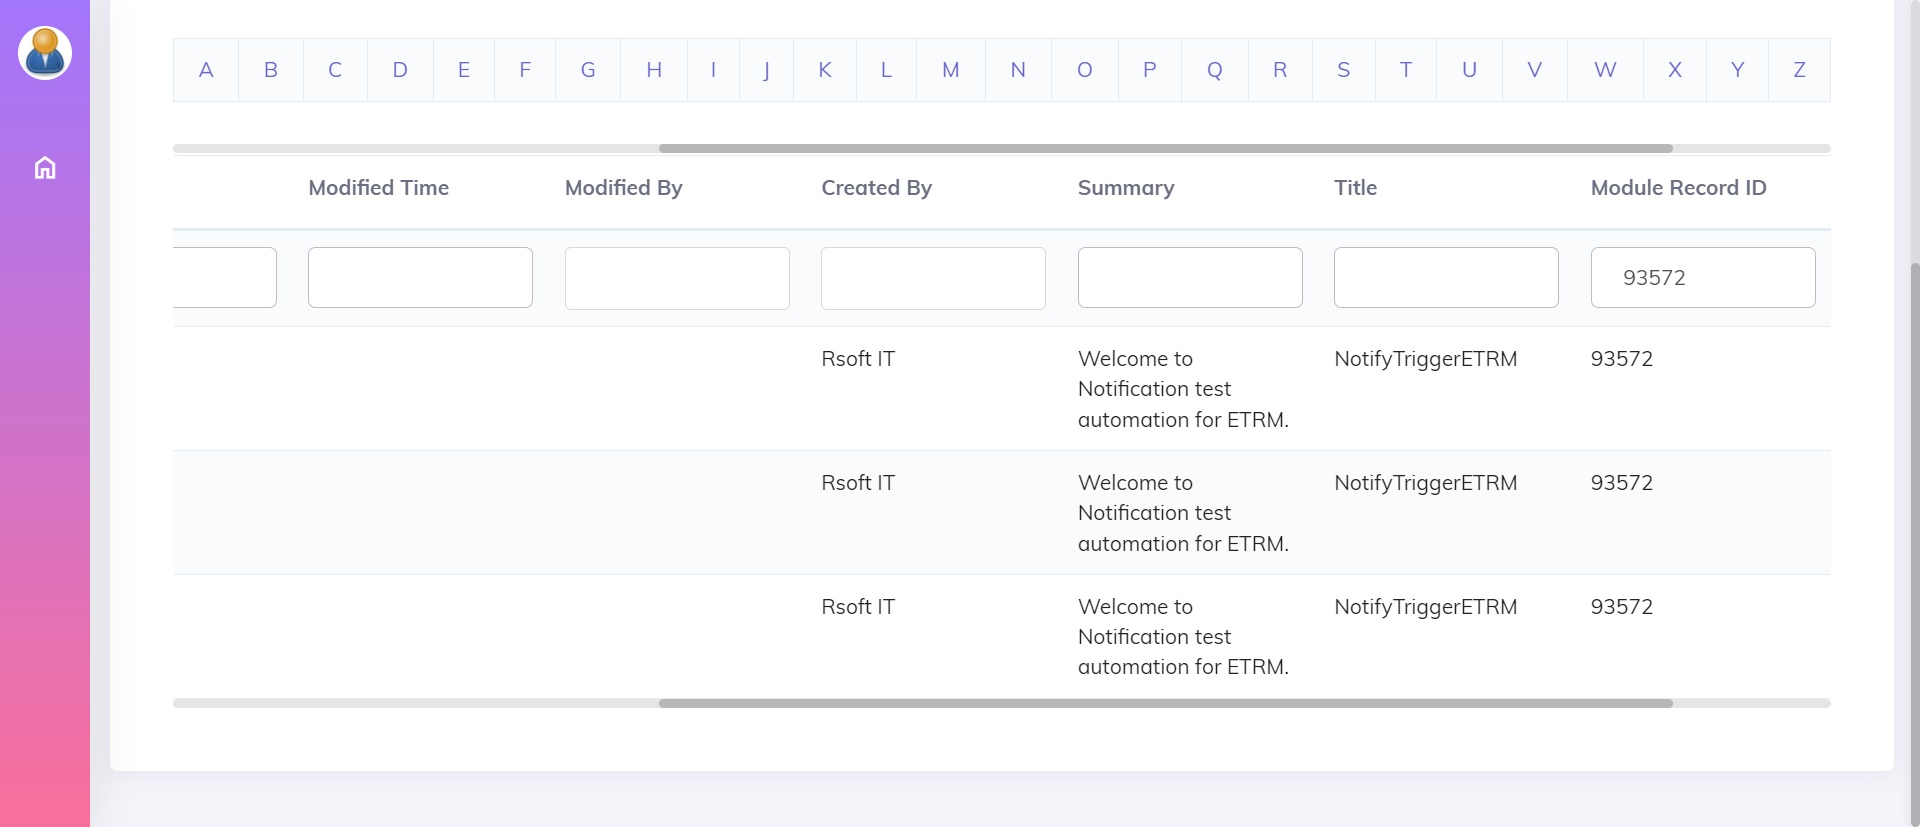 A B C D E F G H I J K L M N O P Q R S T U V W X Y Z
Modified Time Modified By Created By Summary Title Module Record ID
93572
Rsoft IT Welcome to NotifyTriggerETRM 93572
Notification test
automation for ETRM.
Rsoft IT Welcome to NotifyTriggerETRM 93572
Notification test
automation for ETRM.
Rsoft IT Welcome to NotifyTriggerETRM 93572
Notification test
automation for ETRM.